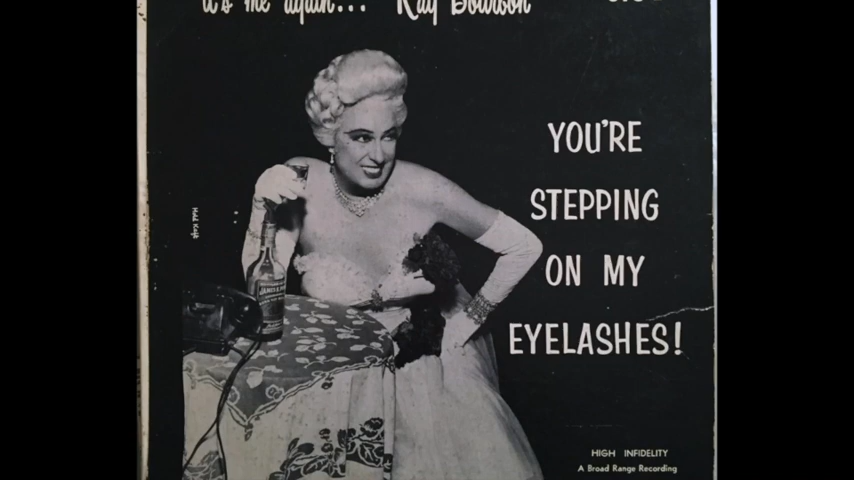 it's me again... Ray Bourbon
YOU'RE
STEPPING
ON MY
EYELASHES!
HIGH INFIDELITY
A Broad Range Recording